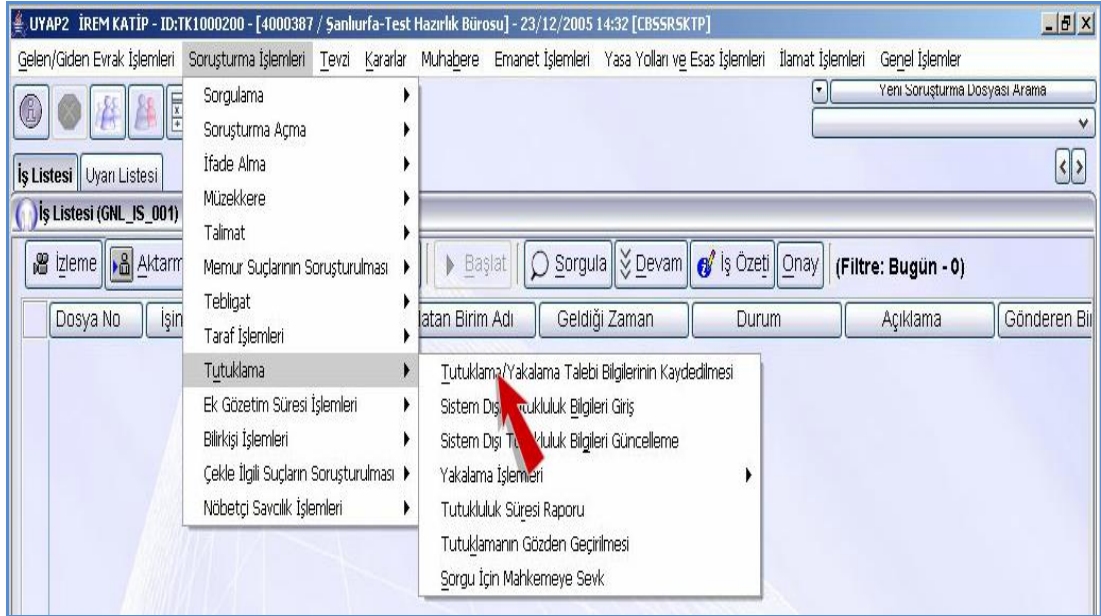 UYAP2 İREM KATİP - ID:TK1000200 - [4000387 / Şanlıurfa-Test Hazırlık Bürosu] - 23/12/2005 14:32 [CBSSRSKTP]
Gelen/Giden Evrak İşlemleri Soruşturma İşlemleri Tevzi Kararlar Muhabere Emanet İşlemleri Yasa Yolları ve Esas İşlemleri İlamat İşlemleri Genel İşlemler
Yeni Soruşturma Dosyası Arama
İş Listesi Uyarı Listesi
İş Listesi (GNL_IS_001)
İzleme Aktarm Başlat Sorgula Devam İş Özeti Onay (Filtre: Bugün - 0)
Dosya No İşin latan Birim Adı Geldiği Zaman Durum Açıklama Gönderen Bir
Sorgulama
Soruşturma Açma
İfade Alma
Müzekkere
Talimat
Memur Suçlarının Soruşturulması
Tebligat
Taraf İşlemleri
Tutuklama
Ek Gözetim Süresi İşlemleri
Bilirkişi İşlemleri
Çekle İlgili Suçların Soruşturulması
Nöbetçi Savcılık İşlemleri
Tutuklama/Yakalama Talebi Bilgilerinin Kaydedilmesi
Sistem Dışı Tutukluluk Bilgileri Giriş
Sistem Dışı Tutukluluk Bilgileri Güncelleme
Yakalama İşlemleri
Tutukluluk Süresi Raporu
Tutuklamanın Gözden Geçirilmesi
Sorgu İçin Mahkemeye Sevk